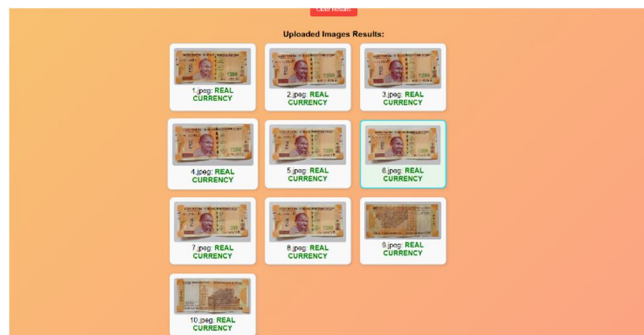 Clear Results
Uploaded Images Results:
1.jpeg: REAL
CURRENCY
2.jpeg: REAL
CURRENCY
3.jpeg: REAL
CURRENCY
4.jpeg: REAL
CURRENCY
5.jpeg: REAL
CURRENCY
6.jpeg: REAL
CURRENCY
7.jpeg: REAL
CURRENCY
8.jpeg: REAL
CURRENCY
9.jpeg: REAL
CURRENCY
10.jpeg: REAL
CURRENCY